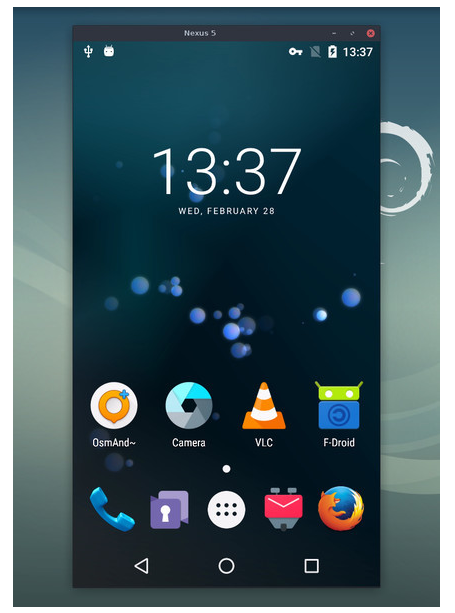 Nexus 5
13:37
13:37
WED, FEBRUARY 28
OsmAnd~
Camera
VLC
F-Droid